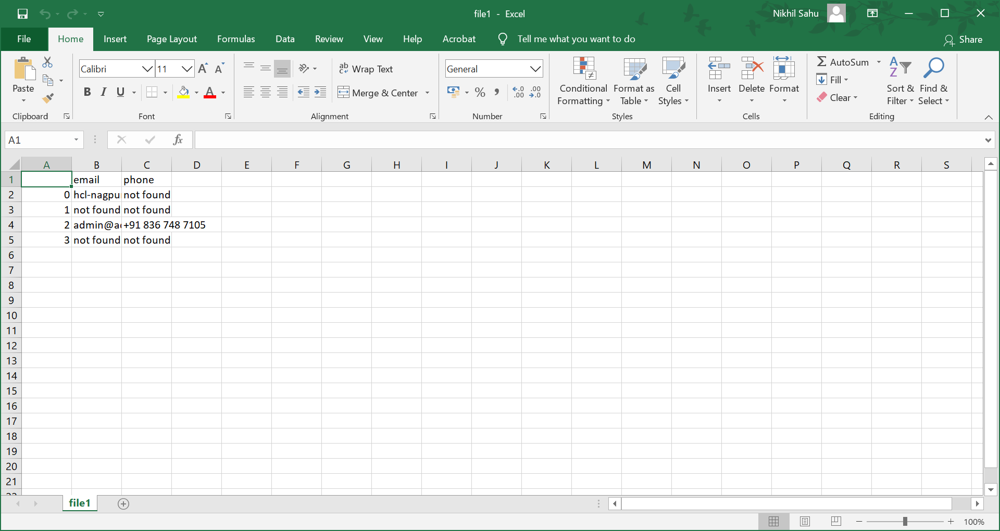 file1 - Excel
Nikhil Sahu
File Home Insert Page Layout Formulas Data Review View Help Acrobat Tell me what you want to do Share
Paste
Clipboard
Calibri 11
B I U
Font
Wrap Text
Merge & Center
Alignment
General
Number
Conditional Formatting
Format as Table
Cell Styles
Styles
Insert Delete Format
Cells
AutoSum
Fill
Clear
Sort & Filter
Find & Select
Editing
A1
fx
A B C D E F G H I J K L M N O P Q R S
1 email phone
2 0 hcl-nagpu not found
3 1 not found not found
4 2 admin@a +91 836 748 7105
5 3 not found not found
6
7
8
9
10
11
12
13
14
15
16
17
18
19
20
21
file1
100%